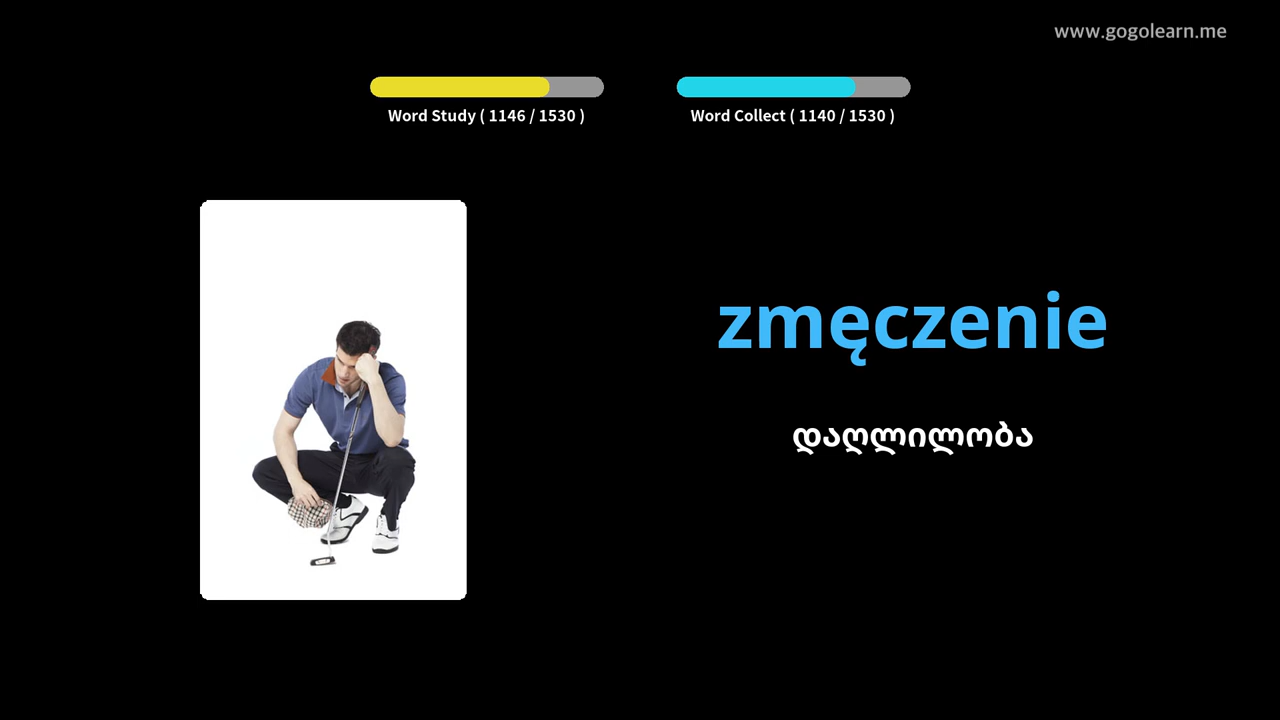 www.gogolearn.me
Word Study ( 1146 / 1530 )
Word Collect ( 1140 / 1530 )
zmęczenie
დაღლილობა